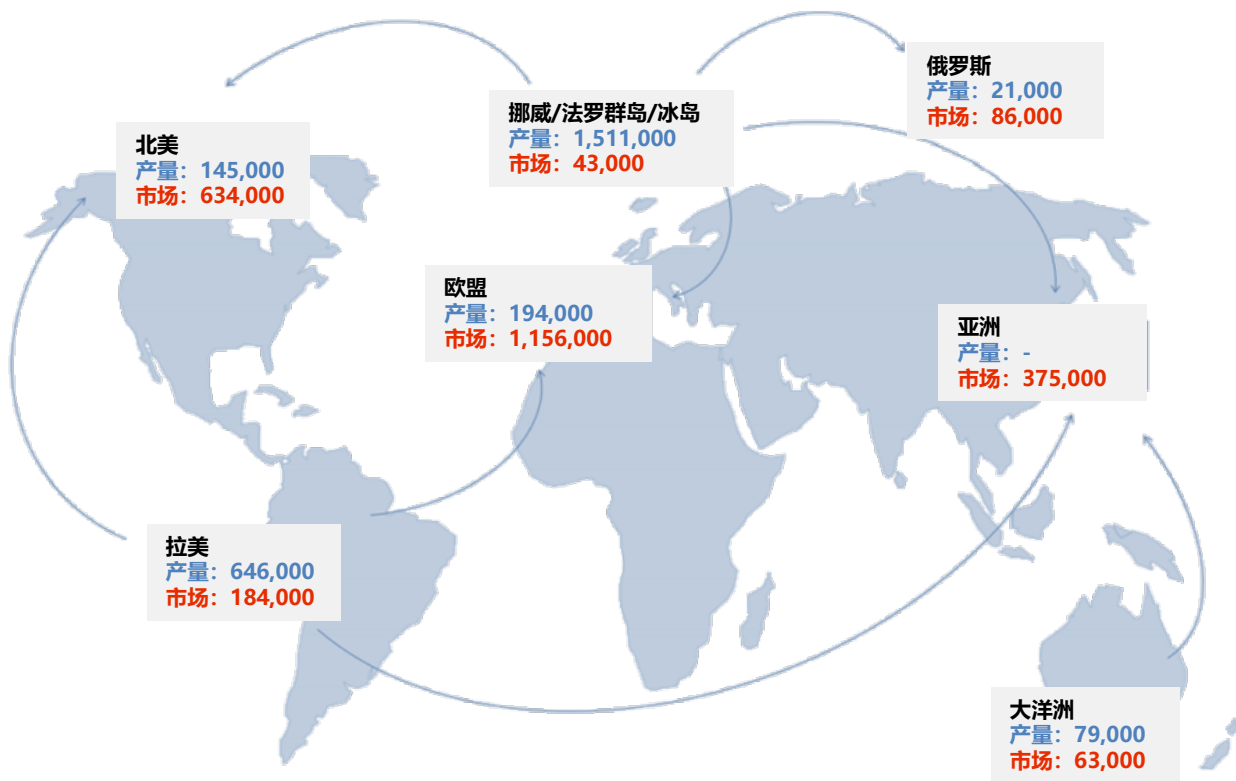 俄罗斯
产量：21,000
市场：86,000
挪威/法罗群岛/冰岛
产量：1,511,000
市场：43,000
北美
产量：145,000
市场：634,000
欧盟
产量：194,000
市场：1,156,000
亚洲
产量：-
市场：375,000
拉美
产量：646,000
市场：184,000
大洋洲
产量：79,000
市场：63,000